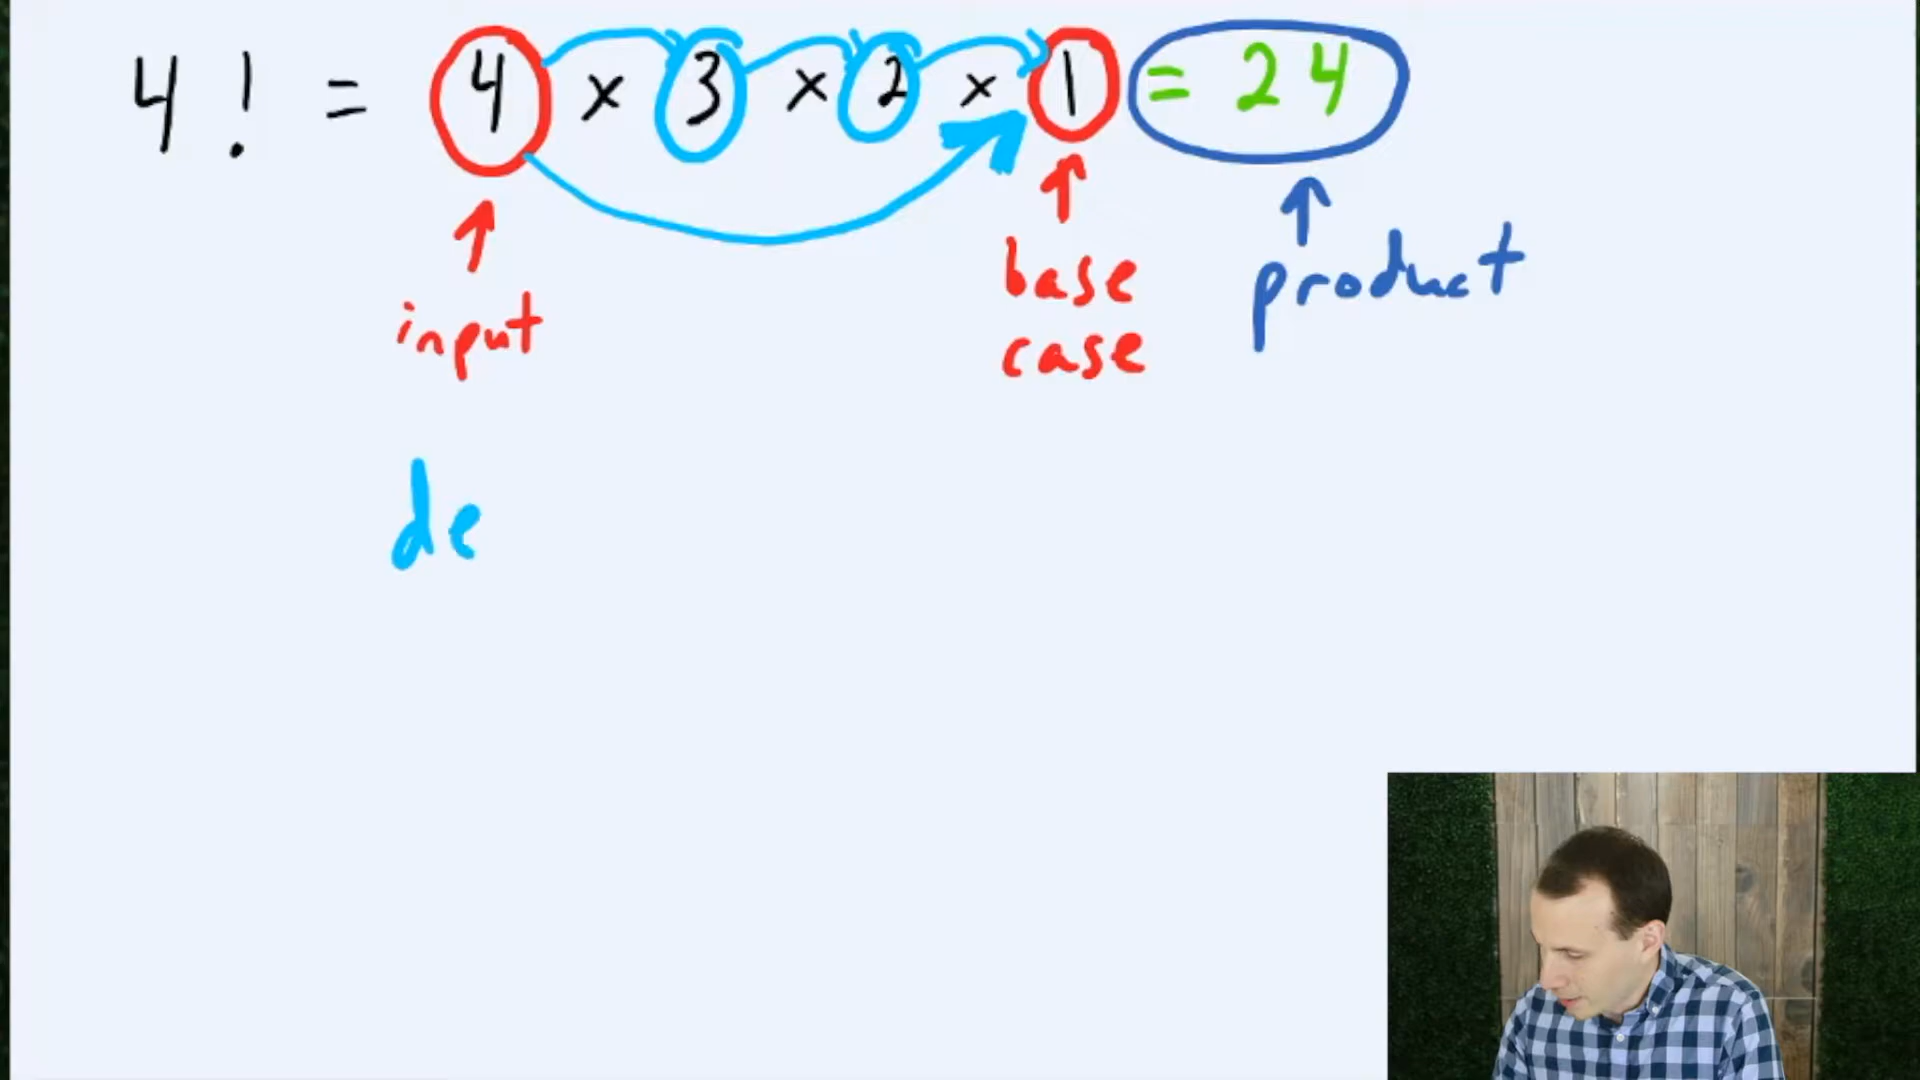 4! = 4 x 3 x 2 x 1 = 24
input
base
case
product
de